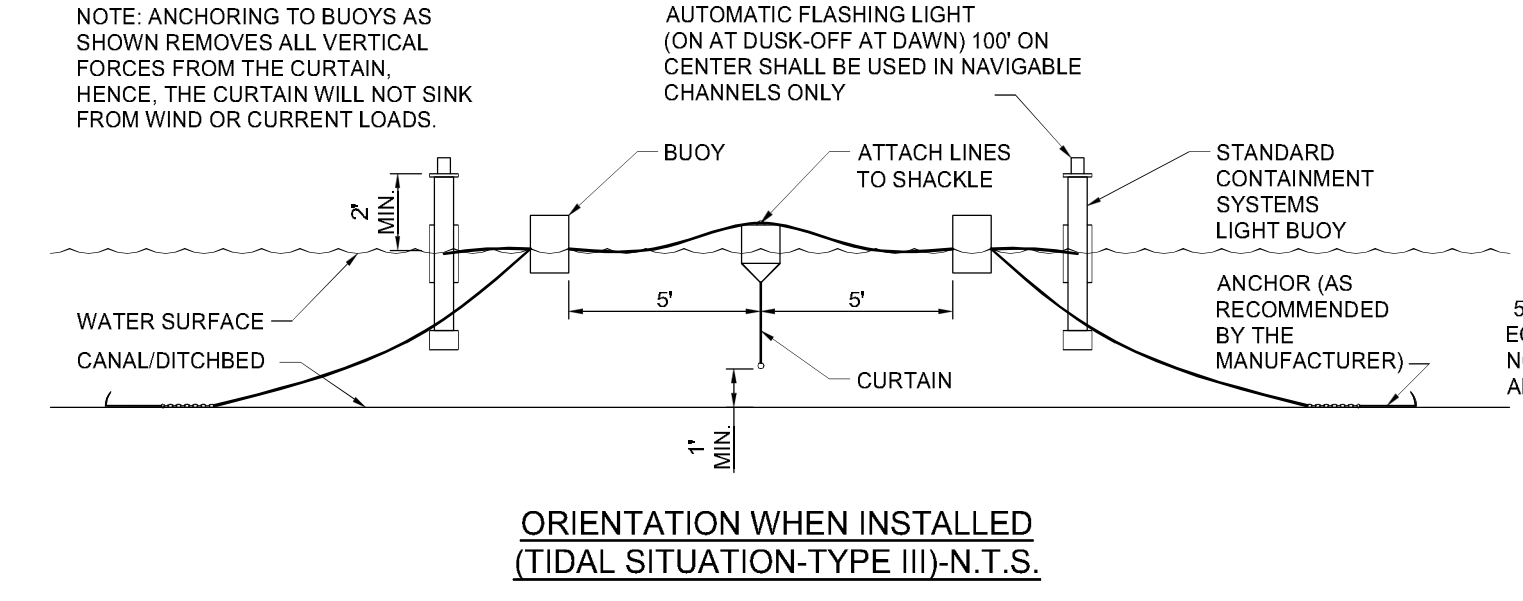 NOTE: ANCHORING TO BUOYS AS
SHOWN REMOVES ALL VERTICAL
FORCES FROM THE CURTAIN,
HENCE, THE CURTAIN WILL NOT SINK
FROM WIND OR CURRENT LOADS.
AUTOMATIC FLASHING LIGHT
(ON AT DUSK-OFF AT DAWN) 100' ON
CENTER SHALL BE USED IN NAVIGABLE
CHANNELS ONLY
BUOY
ATTACH LINES
TO SHACKLE
STANDARD
CONTAINMENT
SYSTEMS
LIGHT BUOY
2'
MIN.
5'
5'
WATER SURFACE
CANAL/DITCHBED
ANCHOR (AS
RECOMMENDED
BY THE
MANUFACTURER)
CURTAIN
1'
MIN.
ORIENTATION WHEN INSTALLED
(TIDAL SITUATION-TYPE III)-N.T.S.